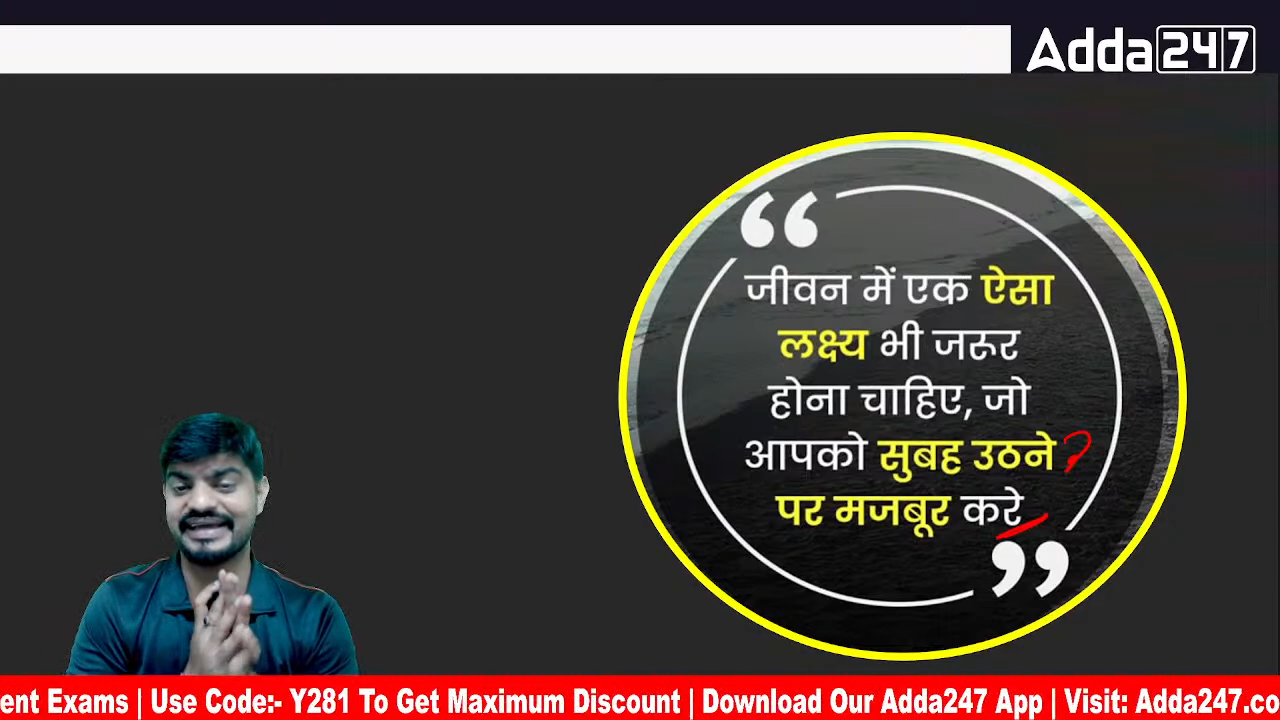 Adda247
“
जीवन में एक ऐसा
लक्ष्य भी जरूर
होना चाहिए, जो
आपको सुबह उठने ?
पर मजबूर करे
”
ent Exams | Use Code:- Y281 To Get Maximum Discount | Download Our Adda247 App | Visit: Adda247.co